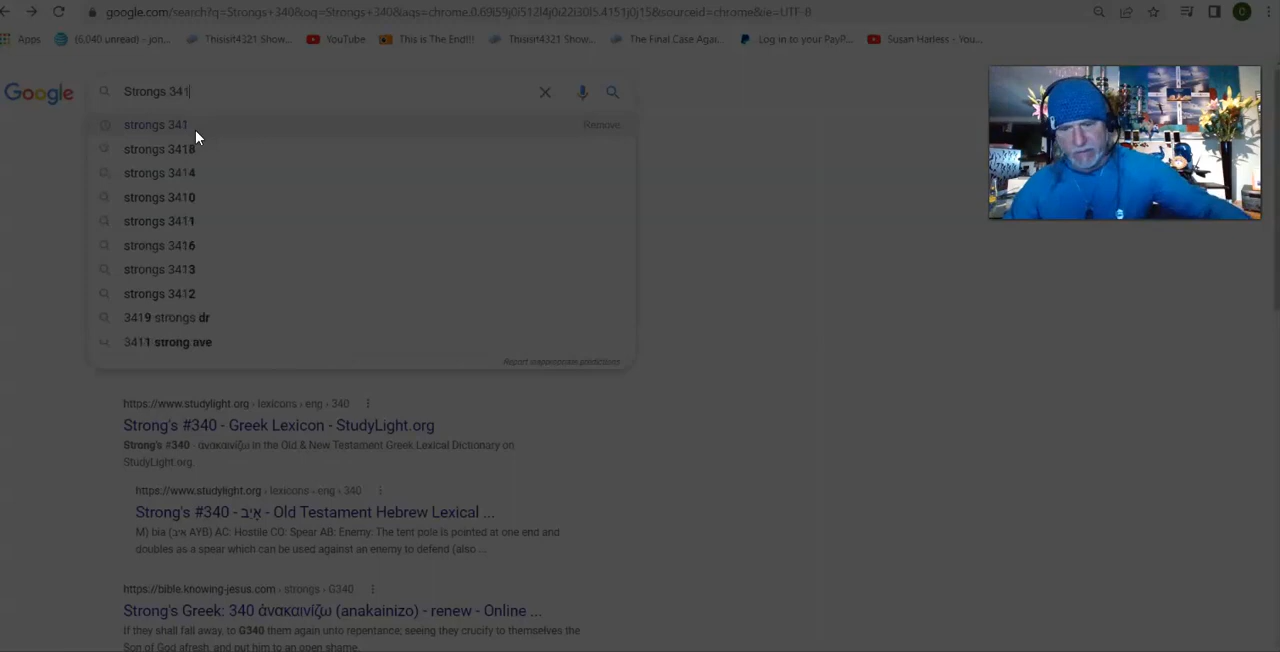 google.com/search?q=Strongs+340&oq=Strongs+340&aqs=chrome.0.69i59j0i512l4j0i22i30l5.4151j0j15&sourceid=chrome&ie=UTF-8
Apps (6,040 unread) - jon... Thisisit4321 Show... YouTube This is The End!!! Thisisit4321 Show... The Final Case Agai... Log in to your PayP... Susan Harless - You...
Google Strongs 341
strongs 341 Remove
strongs 3418
strongs 3414
strongs 3410
strongs 3411
strongs 3416
strongs 3413
strongs 3412
3419 strongs dr
3411 strong ave
Report inappropriate predictions
https://www.studylight.org › lexicons › eng › 340
Strong's #340 - Greek Lexicon - StudyLight.org
Strong's #340 - ἀνακαινίζω in the Old & New Testament Greek Lexical Dictionary on
StudyLight.org.
https://www.studylight.org › lexicons › eng › 340
Strong's #340 - אָיַב - Old Testament Hebrew Lexical ...
M) bia (איב AYB) AC: Hostile CO: Spear AB: Enemy: The tent pole is pointed at one end and
doubles as a spear which can be used against an enemy to defend (also ...
https://bible.knowing-jesus.com › strongs › G340
Strong's Greek: 340 ἀνακαινίζω (anakainizo) - renew - Online ...
If they shall fall away, to G340 them again unto repentance; seeing they crucify to themselves the
Son of God afresh, and put him to an open shame.